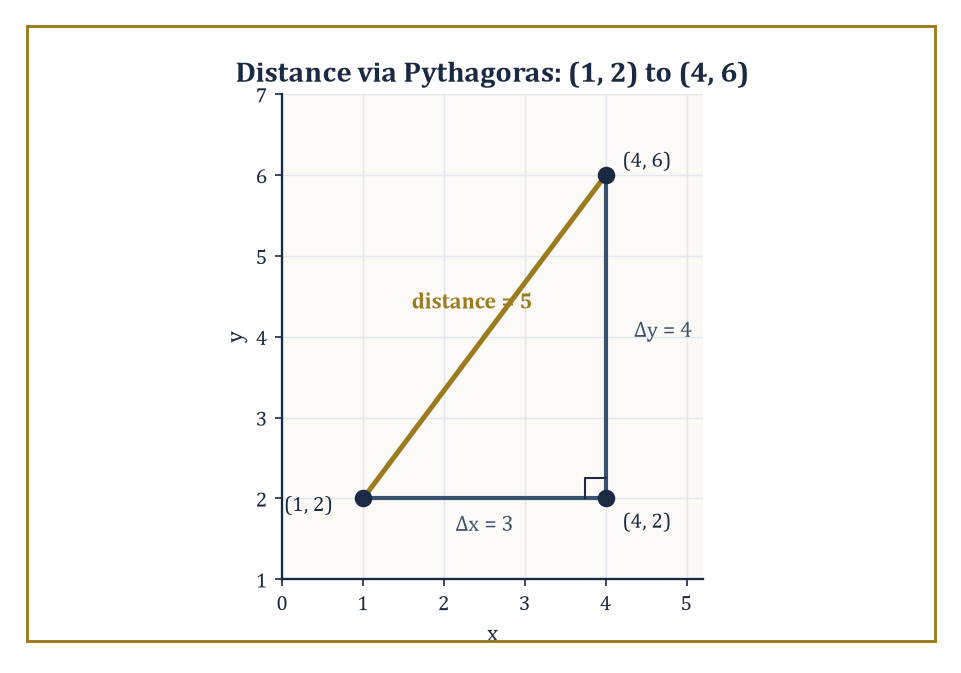 Distance via Pythagoras: (1, 2) to (4, 6)
7
(4, 6)
6
5
distance = 5
Δy = 4
y
4
3
2
(1, 2)
(4, 2)
Δx = 3
1
0 1 2 3 4 5
x